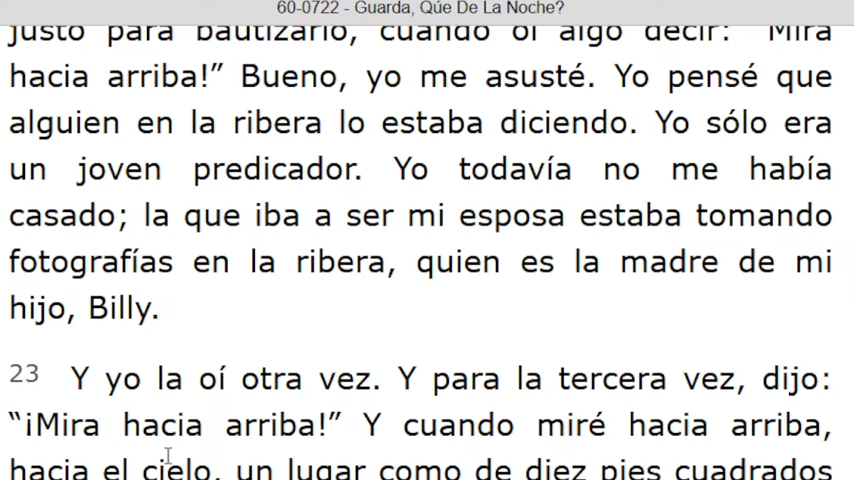 60-0722 - Guarda, Qúe De La Noche?
justo para bautizarlo, cuando oí algo decir: “Mira
hacia arriba!” Bueno, yo me asusté. Yo pensé que
alguien en la ribera lo estaba diciendo. Yo sólo era
un joven predicador. Yo todavía no me había
casado; la que iba a ser mi esposa estaba tomando
fotografías en la ribera, quien es la madre de mi
hijo, Billy.
23 Y yo la oí otra vez. Y para la tercera vez, dijo:
“¡Mira hacia arriba!” Y cuando miré hacia arriba,
hacia el cielo, un lugar como de diez pies cuadrados